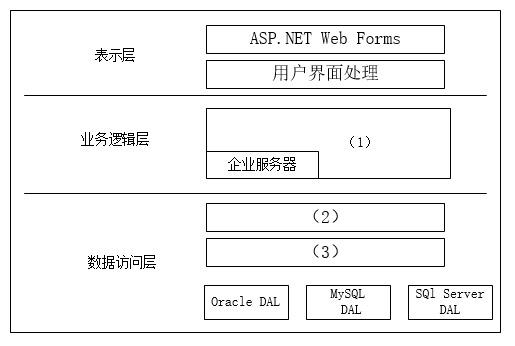 表示层
ASP.NET Web Forms
用户界面处理
业务逻辑层
（1）
企业服务器
数据访问层
（2）
（3）
Oracle DAL
MySQL
DAL
SQl Server
DAL